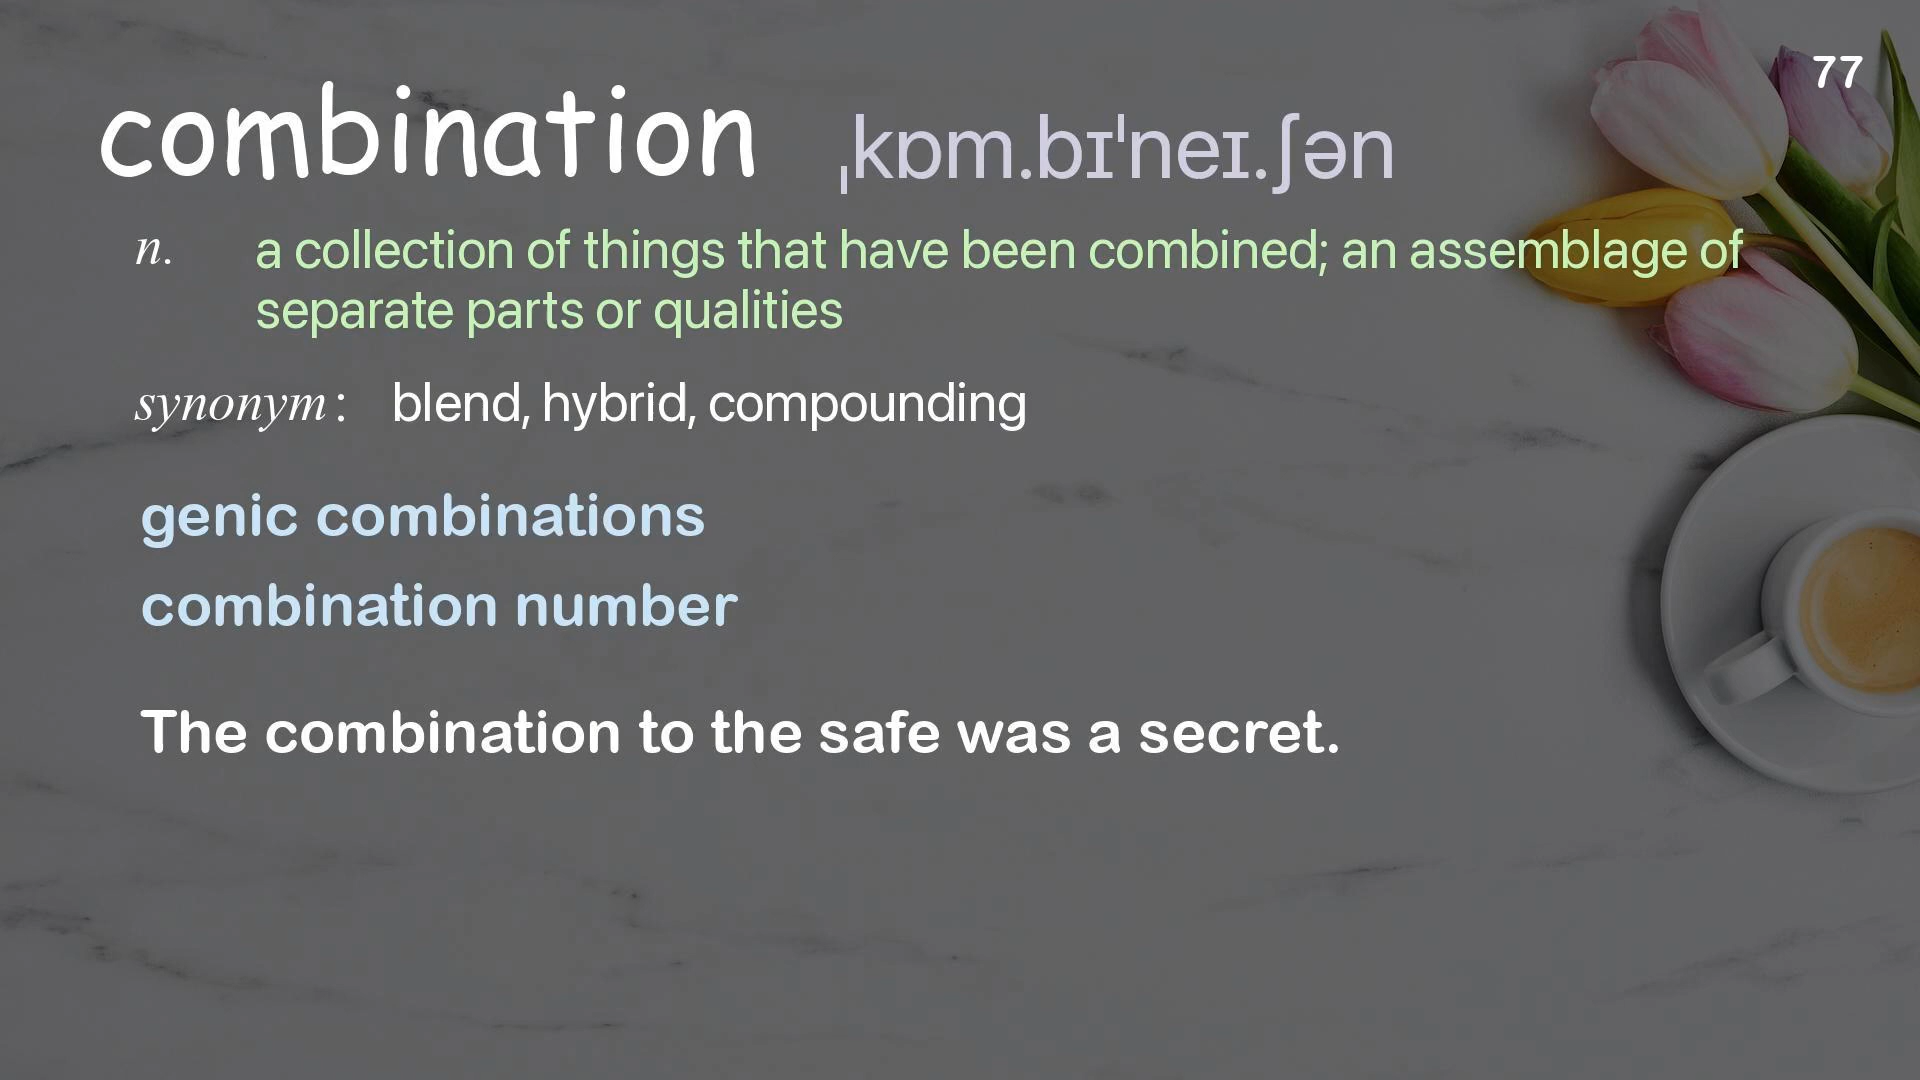 77
combination ˌkɒm.bɪˈneɪ.ʃən
n. a collection of things that have been combined; an assemblage of
separate parts or qualities
synonym: blend, hybrid, compounding
genic combinations
combination number
The combination to the safe was a secret.